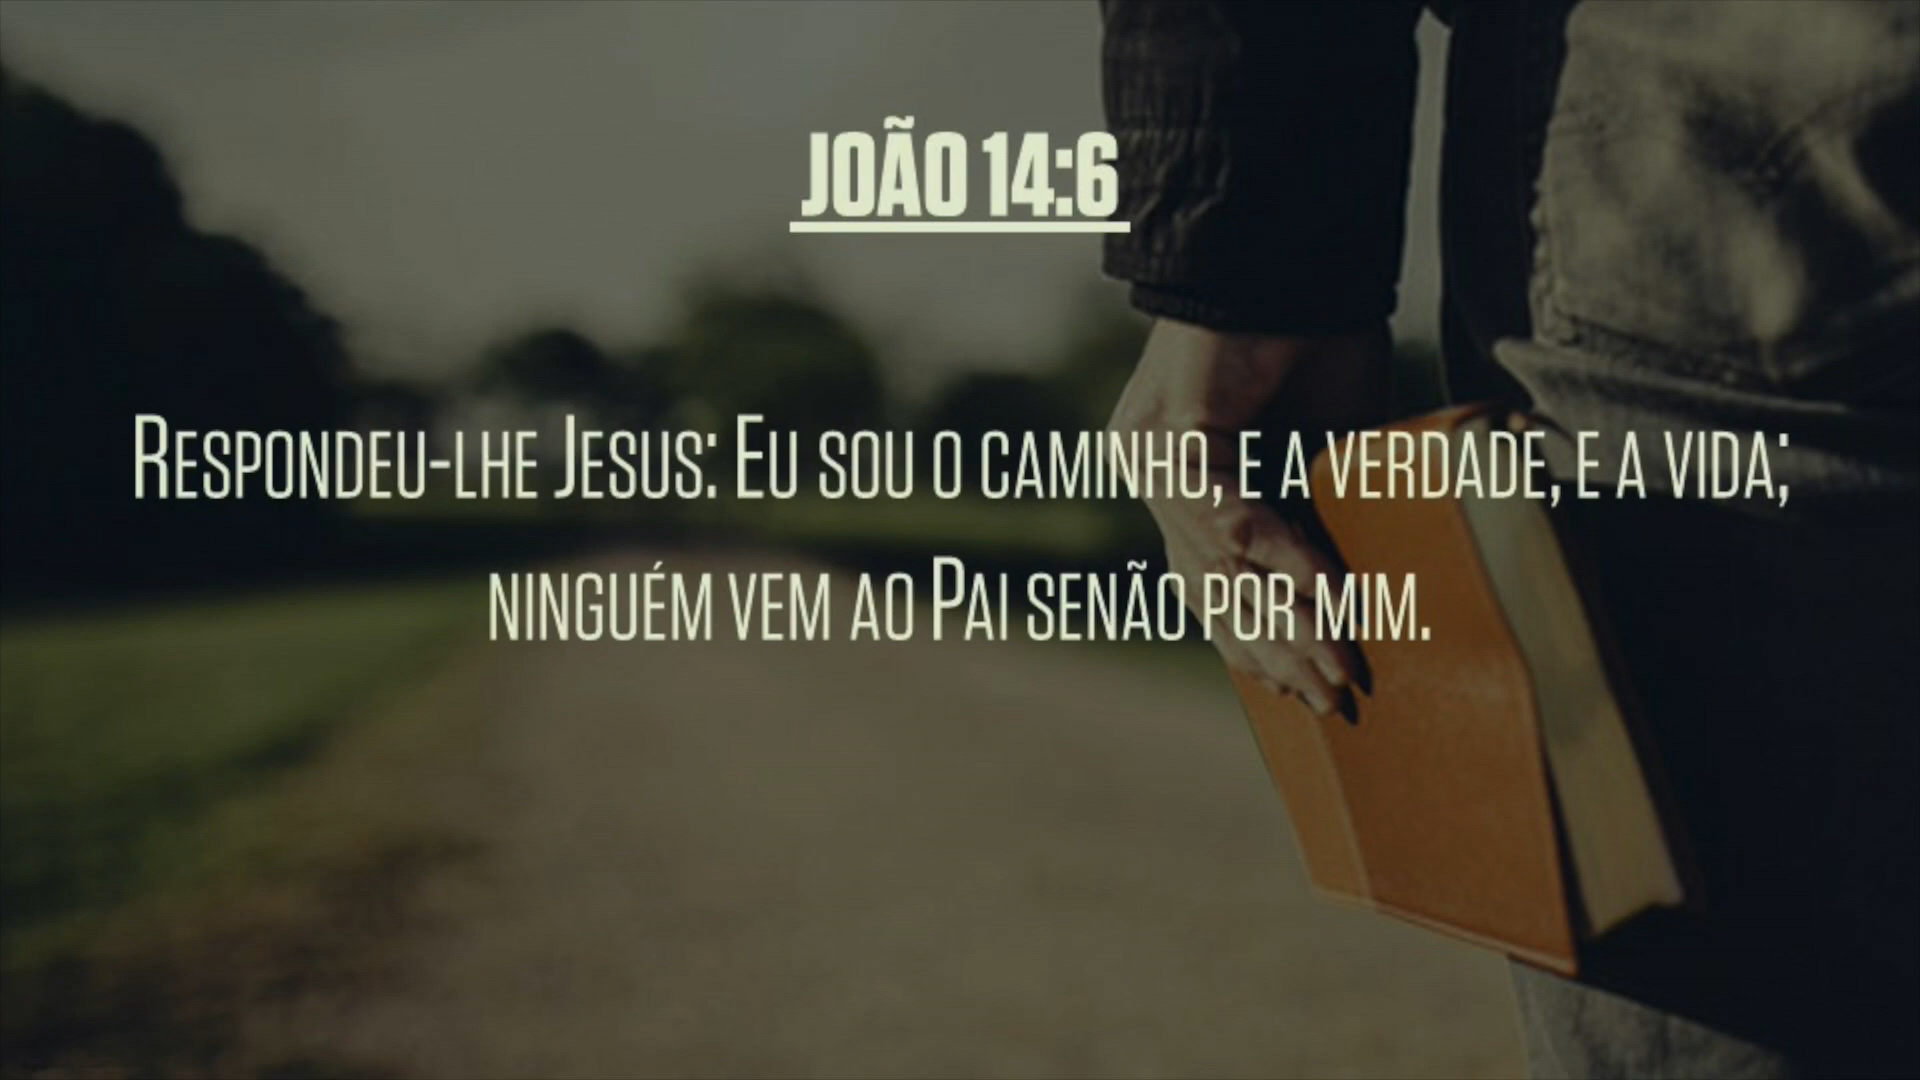 JOÃO 14:6
Respondeu-lhe Jesus: Eu sou o caminho, e a verdade, e a vida;
ninguém vem ao Pai senão por mim.